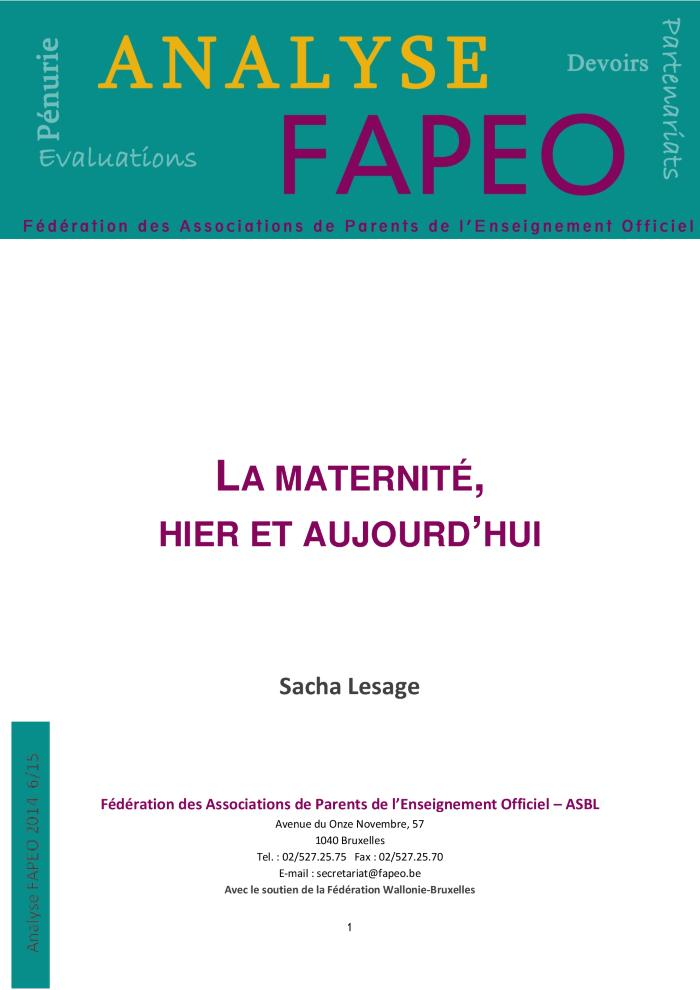 Pénurie
ANALYSE
Devoirs
Partenariats
Evaluations
FAPEO
Fédération des Associations de Parents de l'Enseignement Officiel
LA MATERNITÉ,
HIER ET AUJOURD'HUI
Sacha Lesage
Analyse FAPEO 2014 6/15
Fédération des Associations de Parents de l'Enseignement Officiel – ASBL
Avenue du Onze Novembre, 57
1040 Bruxelles
Tel. : 02/527.25.75 Fax : 02/527.25.70
E-mail : secretariat@fapeo.be
Avec le soutien de la Fédération Wallonie-Bruxelles
1